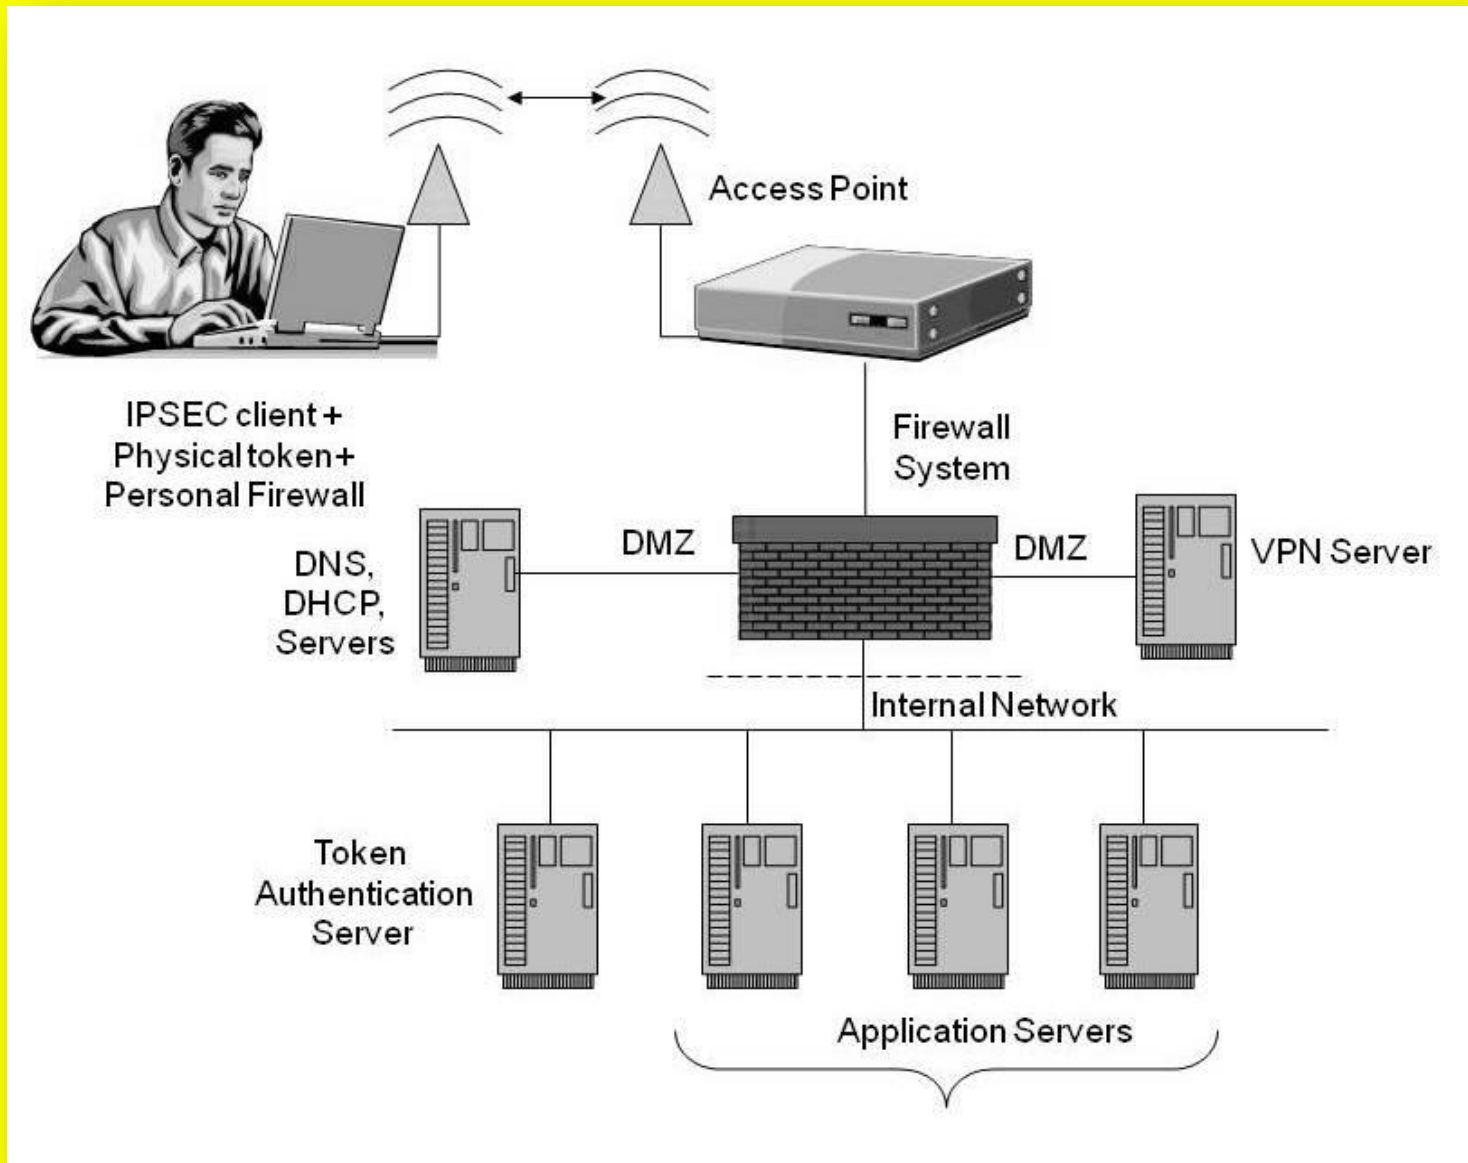 Access Point
IPSEC client +
Physical token +
Personal Firewall
Firewall
System
DMZ
DMZ
VPN Server
DNS,
DHCP,
Servers
Internal Network
Token
Authentication
Server
Application Servers